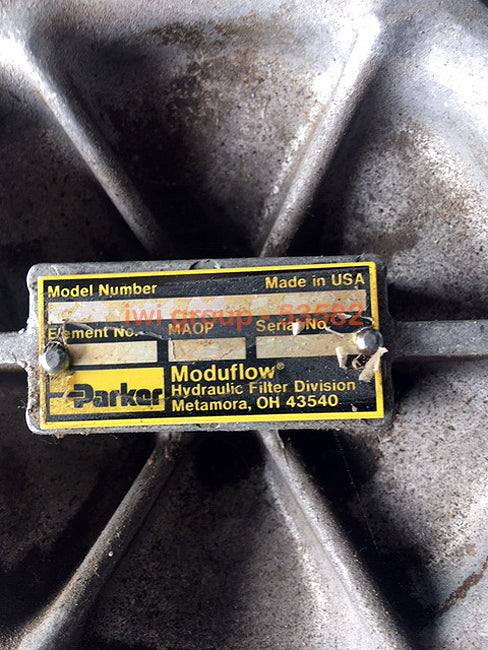 Model Number Made in USA
iwi group - 53582
Element No. MAOP Serial No.
Parker
Moduflow®
Hydraulic Filter Division
Metamora, OH 43540